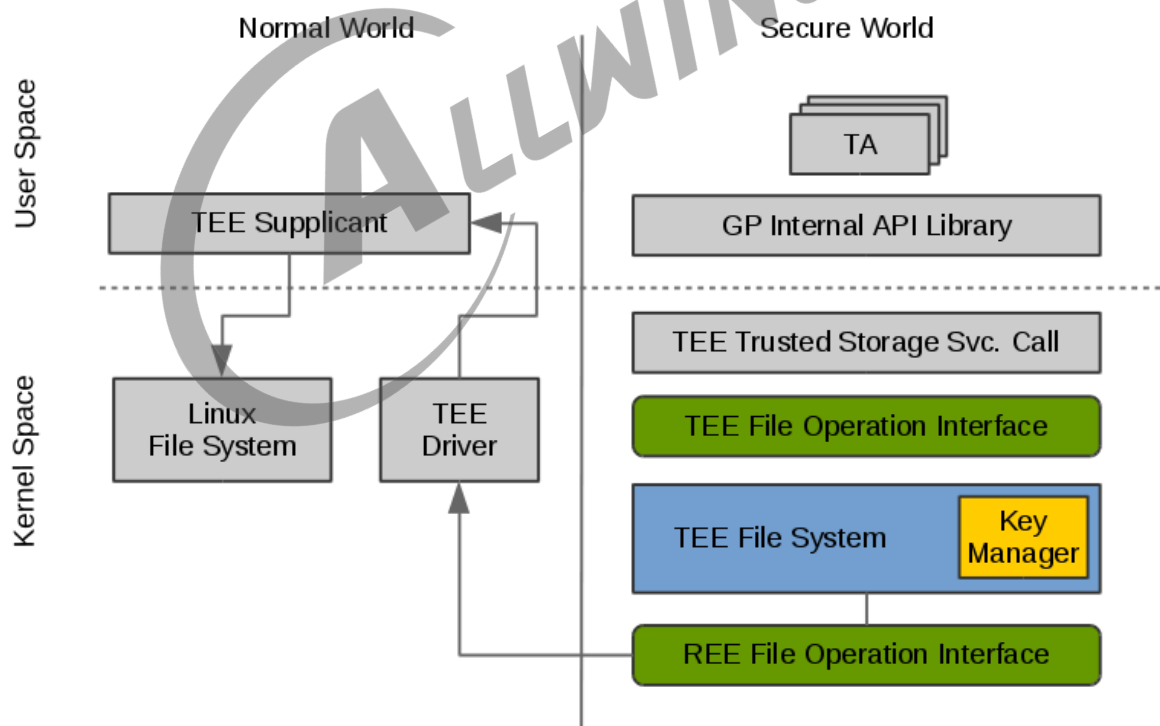 Normal World
Secure World
User Space
TA
TEE Supplicant
GP Internal API Library
Kernel Space
TEE Trusted Storage Svc. Call
Linux
File System
TEE
Driver
TEE File Operation Interface
TEE File System
Key
Manager
REE File Operation Interface